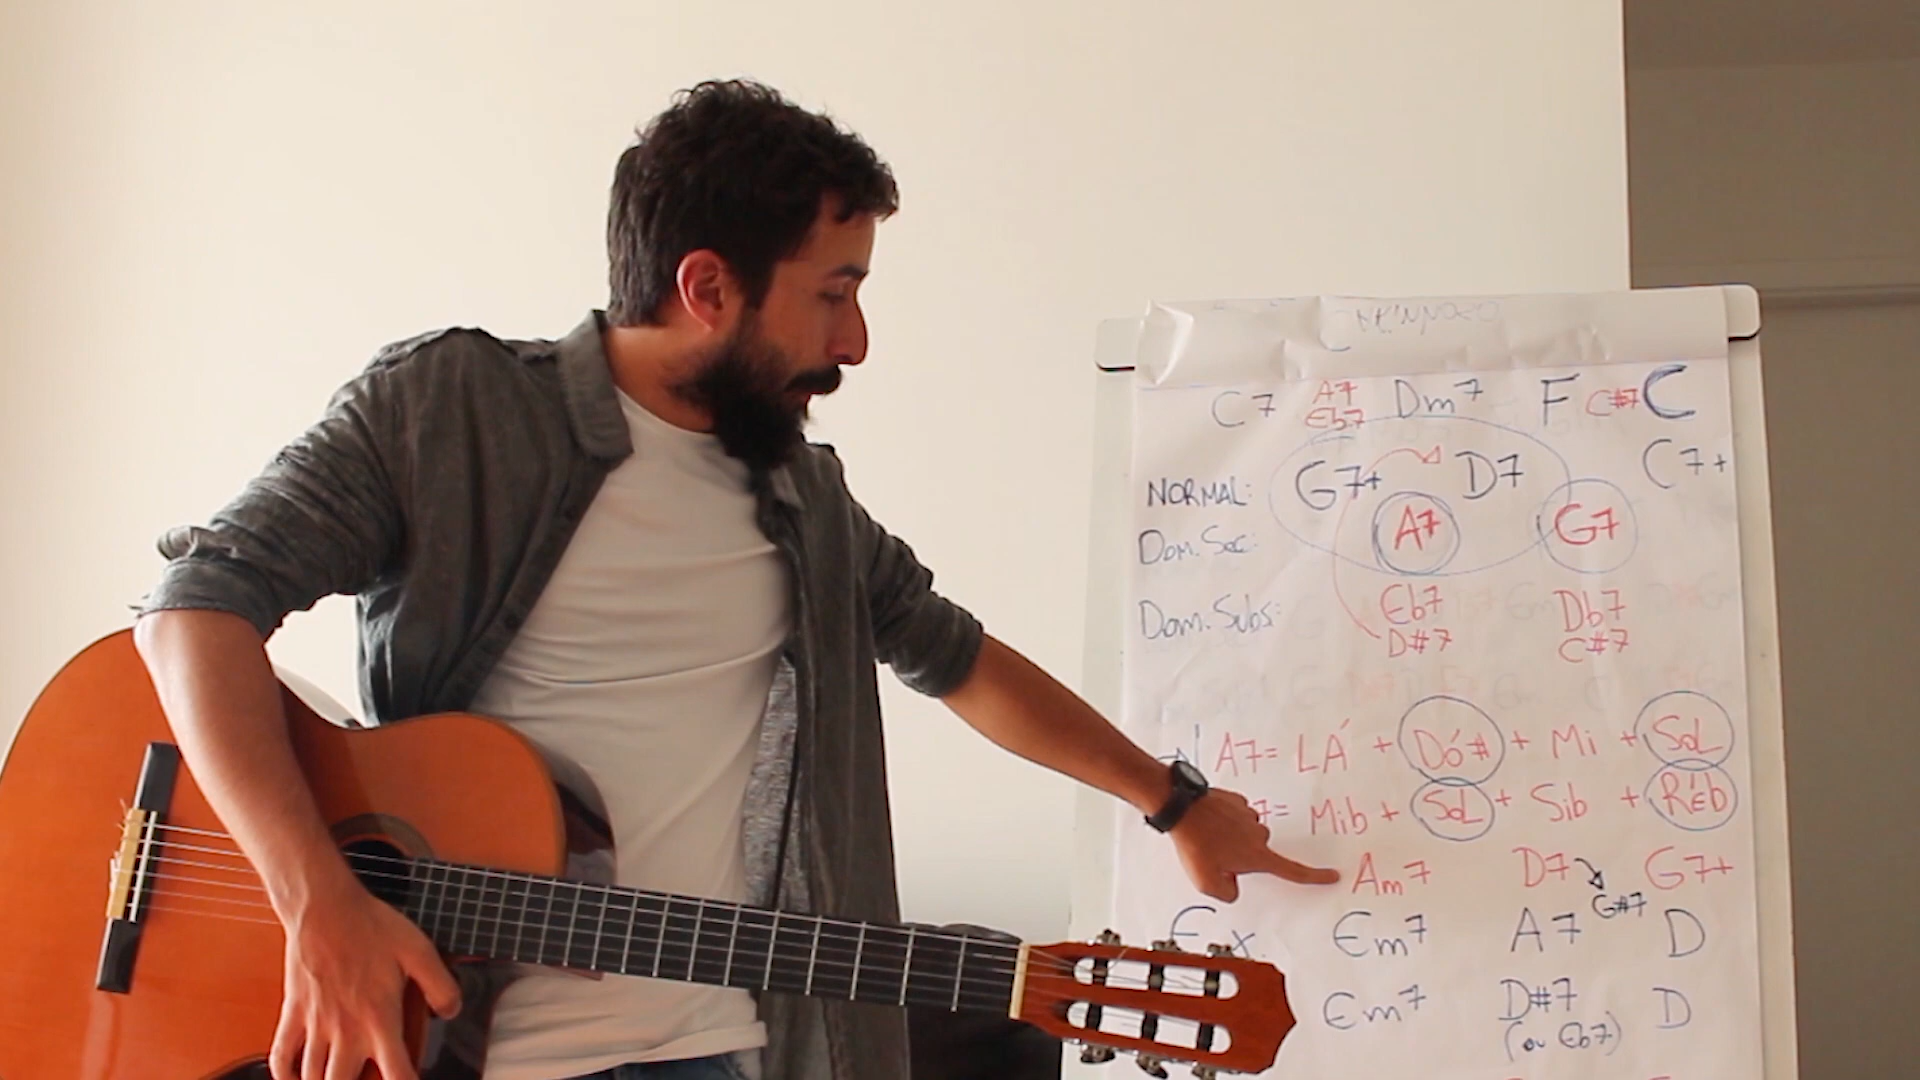 CARINHOSO
C7 A7 Dm7 F C#7 C
Eb7
C7+
NORMAL: G7+ D7
Dom. Sec: A7 G7
Dom. Subs: Eb7 Db7
D#7 C#7
A7= LÁ + Dó# + Mi + SoL
7= Mib + SoL + Sib + RÉb
Am7 D7 G7+
G#7
Ex. Em7 A7 D
Em7 D#7 D
(ou Eb7)